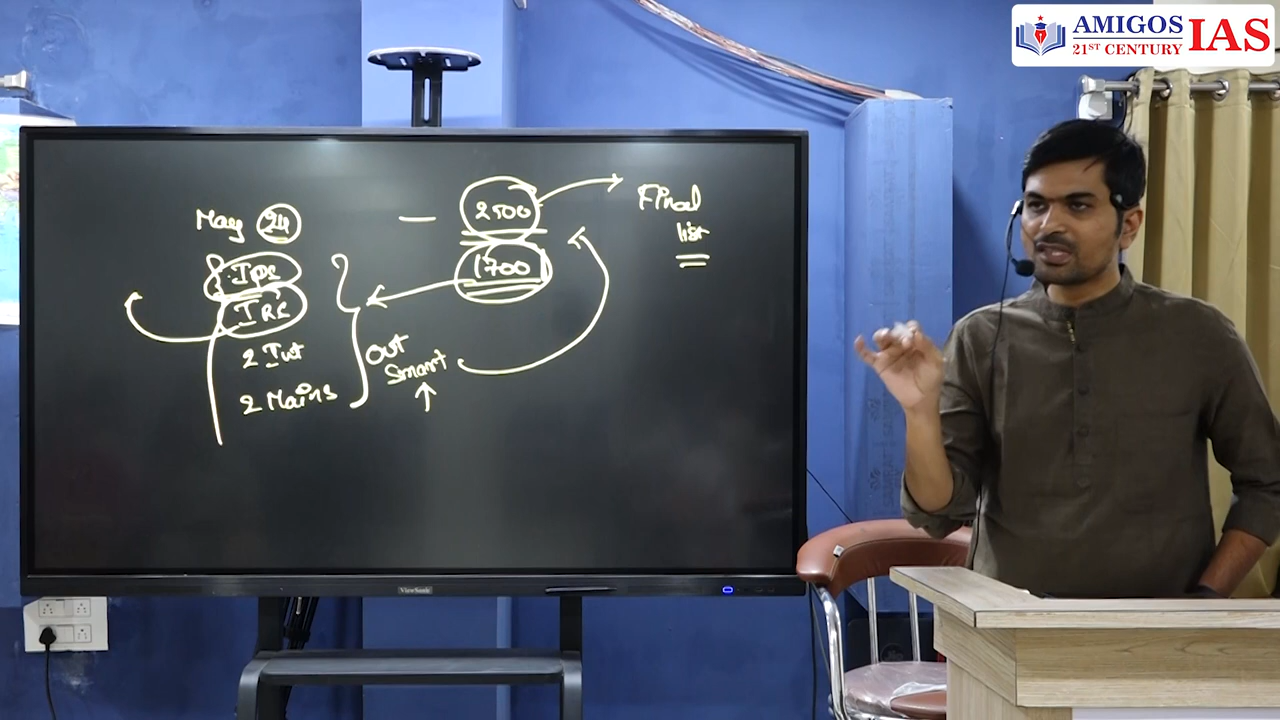 AMIGOS
21ST CENTURY
IAS
May 24 — 2500 → Final
list
1700
IPS
IRS
2 Int
2 Mains
Out
Smart
ViewSonic